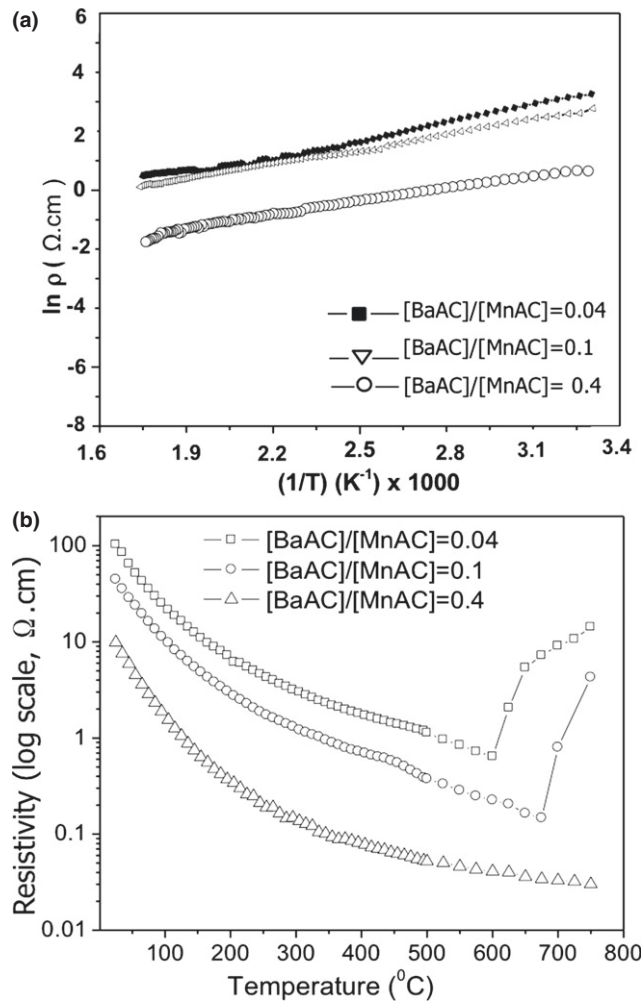 (a)
6
4
2
0
-2
-4
-6
-8
ln ρ ( Ω.cm)
[BaAC]/[MnAC]=0.04
[BaAC]/[MnAC]=0.1
[BaAC]/[MnAC]= 0.4
1.6 1.9 2.2 2.5 2.8 3.1 3.4
(1/T) (K⁻¹) x 1000
(b)
100
10
1
0.1
0.01
Resistivity (log scale, Ω.cm)
[BaAC]/[MnAC]=0.04
[BaAC]/[MnAC]=0.1
[BaAC]/[MnAC]=0.4
100 200 300 400 500 600 700 800
Temperature (⁰C)